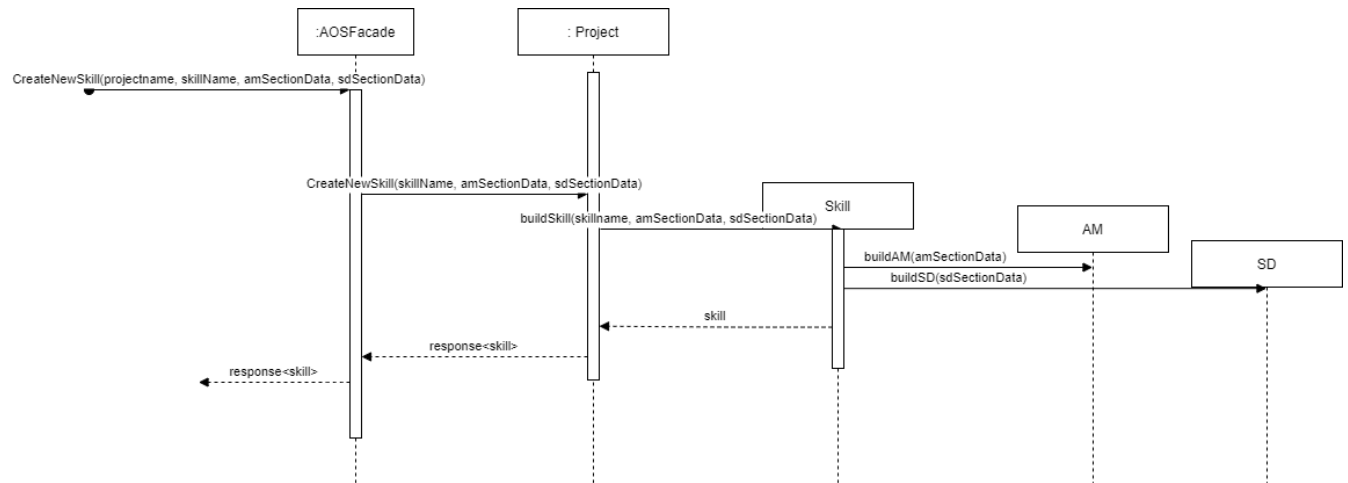 :AOSFacade
: Project
CreateNewSkill(projectname, skillName, amSectionData, sdSectionData)
CreateNewSkill(skillName, amSectionData, sdSectionData)
Skill
buildSkill(skillname, amSectionData, sdSectionData)
AM
buildAM(amSectionData)
SD
buildSD(sdSectionData)
skill
response<skill>
response<skill>